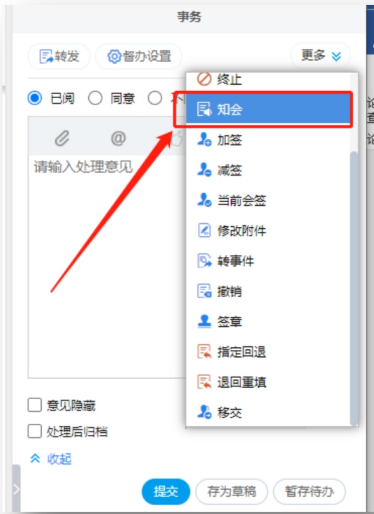 事务
转发 督办设置 更多
终止
已阅 同意 不
知会
@
加签
请输入处理意见
减签
当前会签
修改附件
转事件
撤销
签章
指定回退
退回重填
意见隐藏
移交
处理后归档
收起
提交 存为草稿 暂存待办